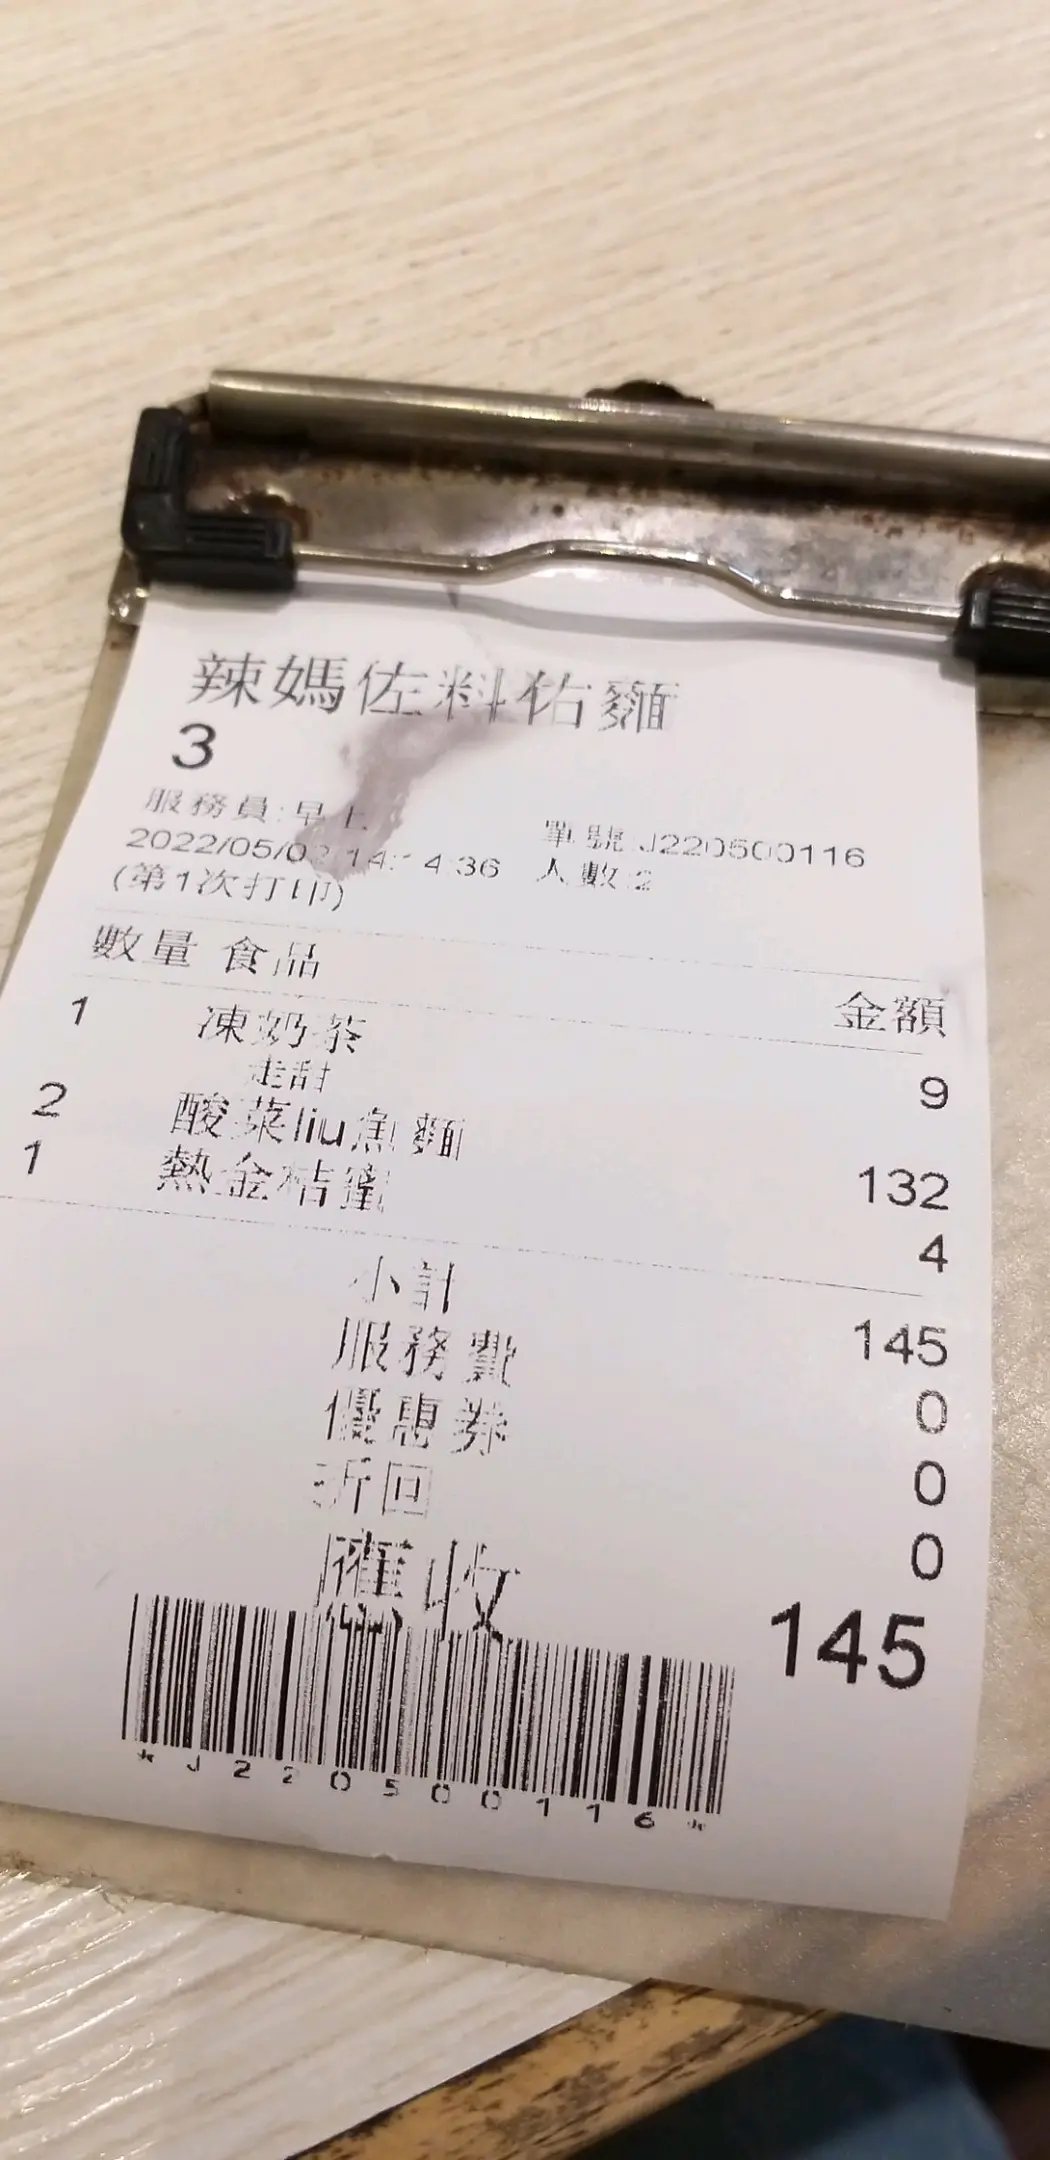 辣媽佐料佑麵
3
服務員:早上
單號:J220500116
2022/05/0 14: 4:36
人數:2
(第1次打印)
數量 食品 金額
1 凍奶茶 9
走甜
2 酸菜liu魚麵 132
1 熱金桔蜜 4
小計 145
服務費 0
優惠券 0
折回 0
應收 145
*J220500116*